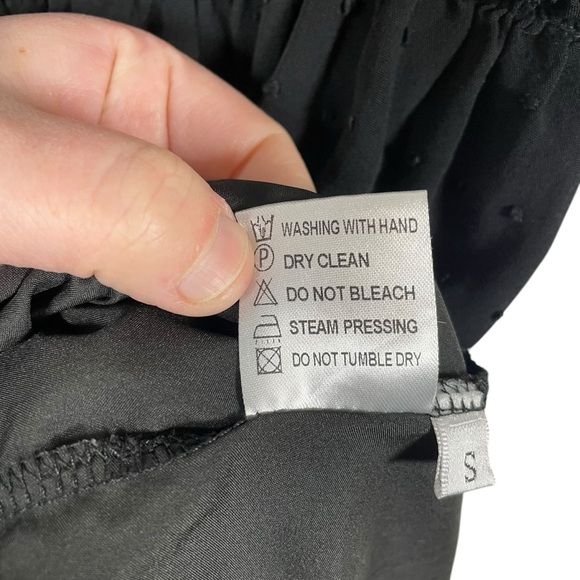 WASHING WITH HAND
P DRY CLEAN
DO NOT BLEACH
STEAM PRESSING
DO NOT TUMBLE DRY
S